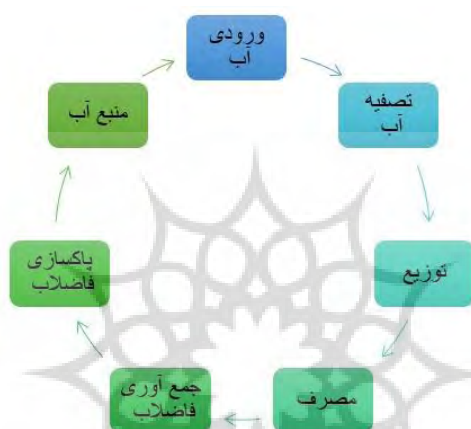 ورودی
آب
تصفیه
آب
توزیع
مصرف
جمع آوری
فاضلاب
پاکسازی
فاضلاب
منبع آب